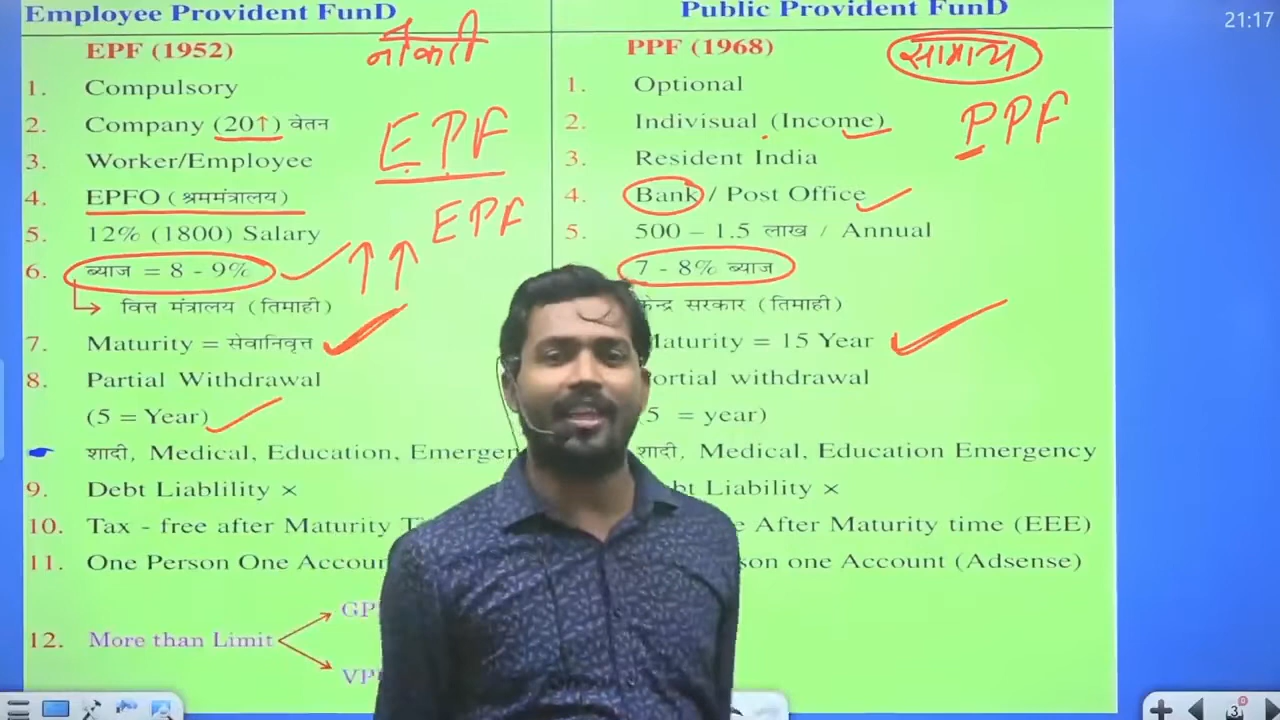 Employee Provident FunD
EPF (1952)
नौकरी
1. Compulsory
2. Company (20↑) वेतन
EPF
3. Worker/Employee
4. EPFO (श्रममंत्रालय)
EPF
5. 12% (1800) Salary
6. ब्याज = 8 - 9%
वित्त मंत्रालय (तिमाही)
7. Maturity = सेवानिवृत्त
8. Partial Withdrawal
(5 = Year)
शादी, Medical, Education, Emergen
9. Debt Liablility ×
10. Tax - free after Maturity T
11. One Person One Accoun
12. More than Limit
GP
VP
Public Provident FunD
21:17
PPF (1968)
सामान्य
1. Optional
2. Indivisual (Income)
PPF
3. Resident India
4. Bank / Post Office
5. 500 – 1.5 लाख / Annual
7 - 8% ब्याज
केन्द्र सरकार (तिमाही)
Maturity = 15 Year
ortial withdrawal
5 = year)
शादी, Medical, Education Emergency
bt Liability ×
e After Maturity time (EEE)
son one Account (Adsense)
3